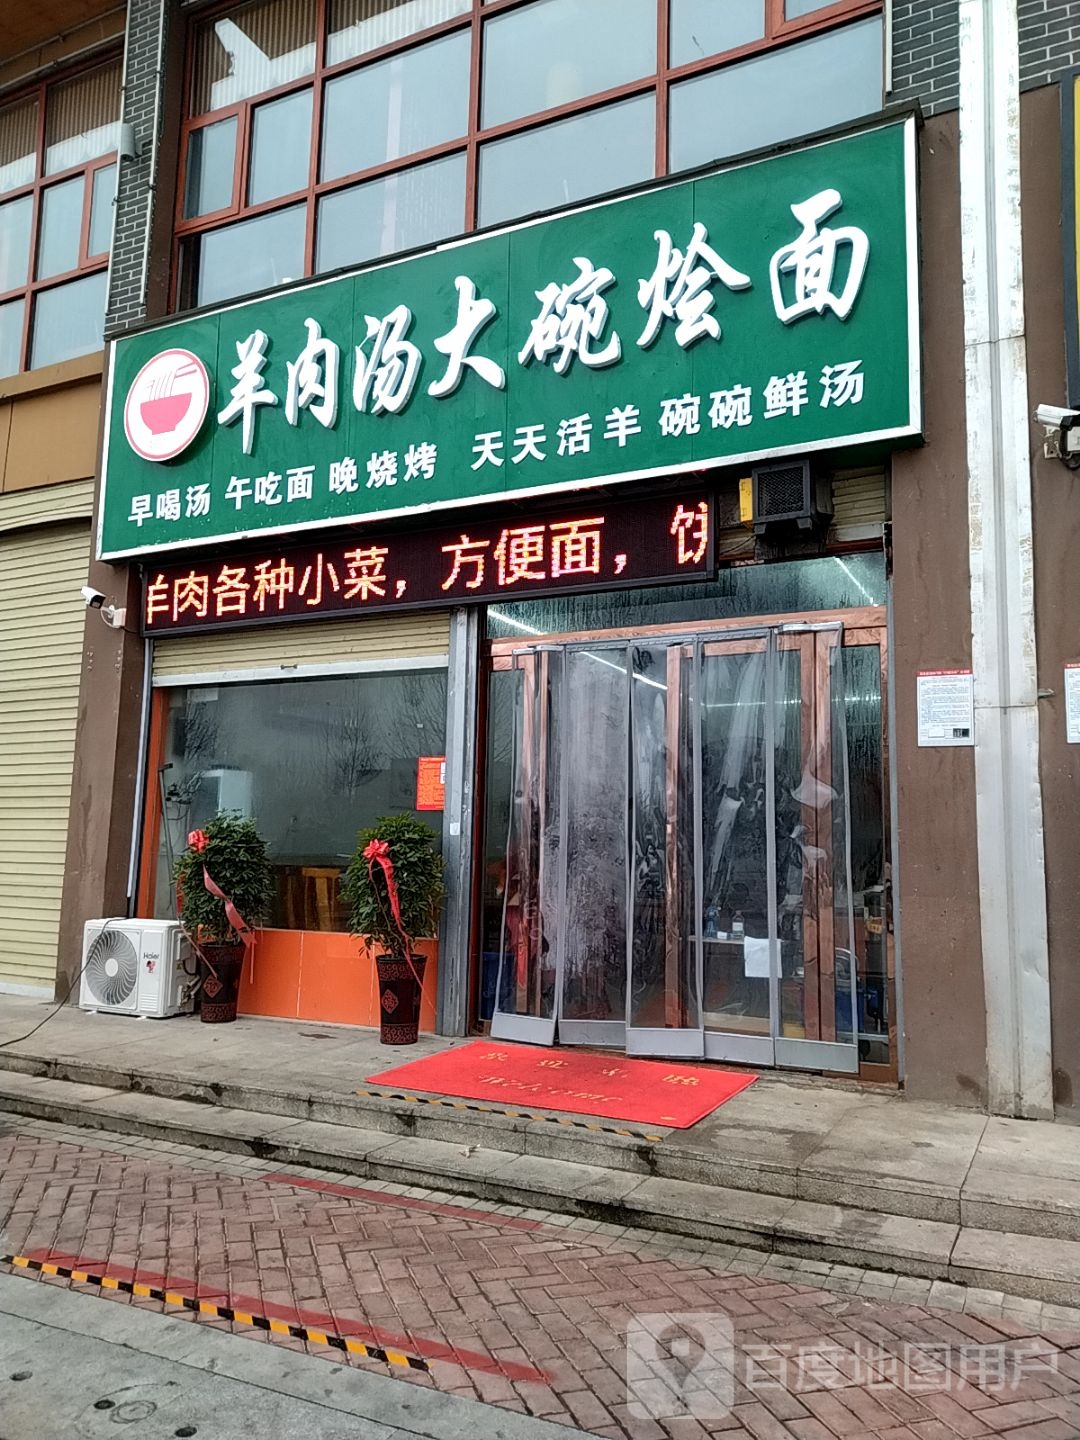 羊肉汤大碗烩面
早喝汤 午吃面 晚烧烤 天天活羊 碗碗鲜汤
羊肉各种小菜，方便面，饼
Haier
百度地图用户